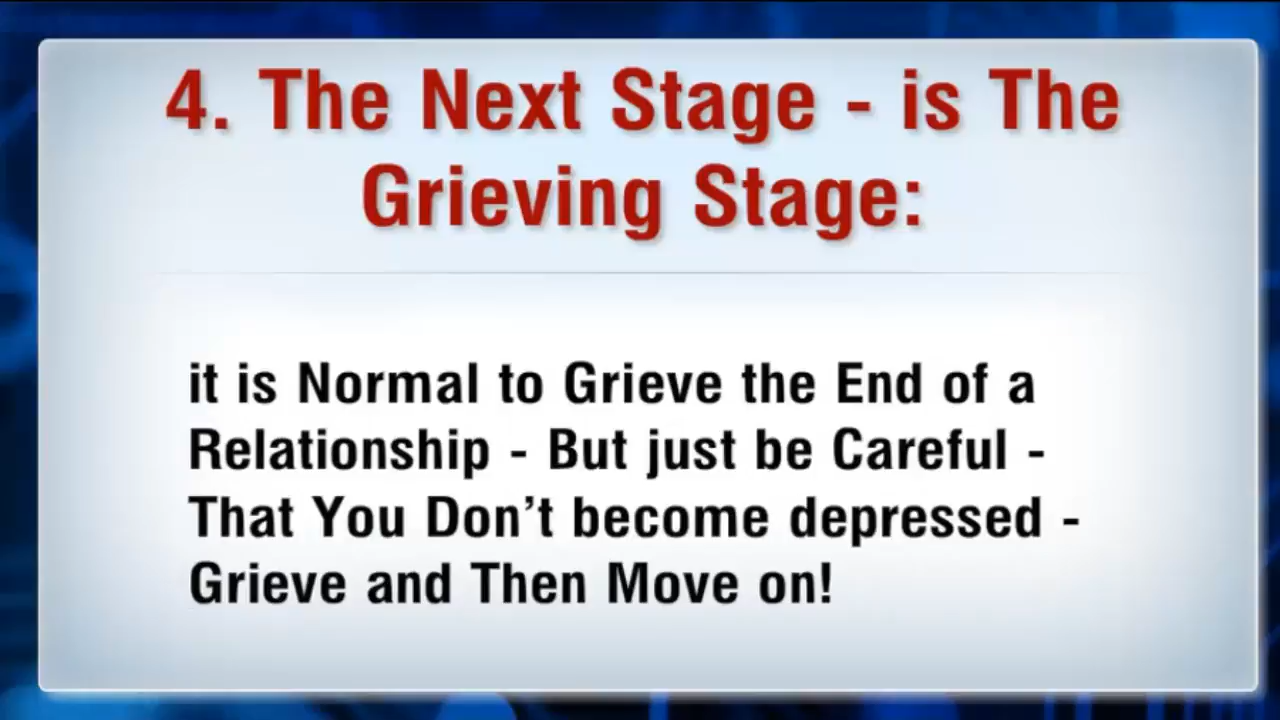 4. The Next Stage - is The
Grieving Stage:
it is Normal to Grieve the End of a
Relationship - But just be Careful -
That You Don’t become depressed -
Grieve and Then Move on!